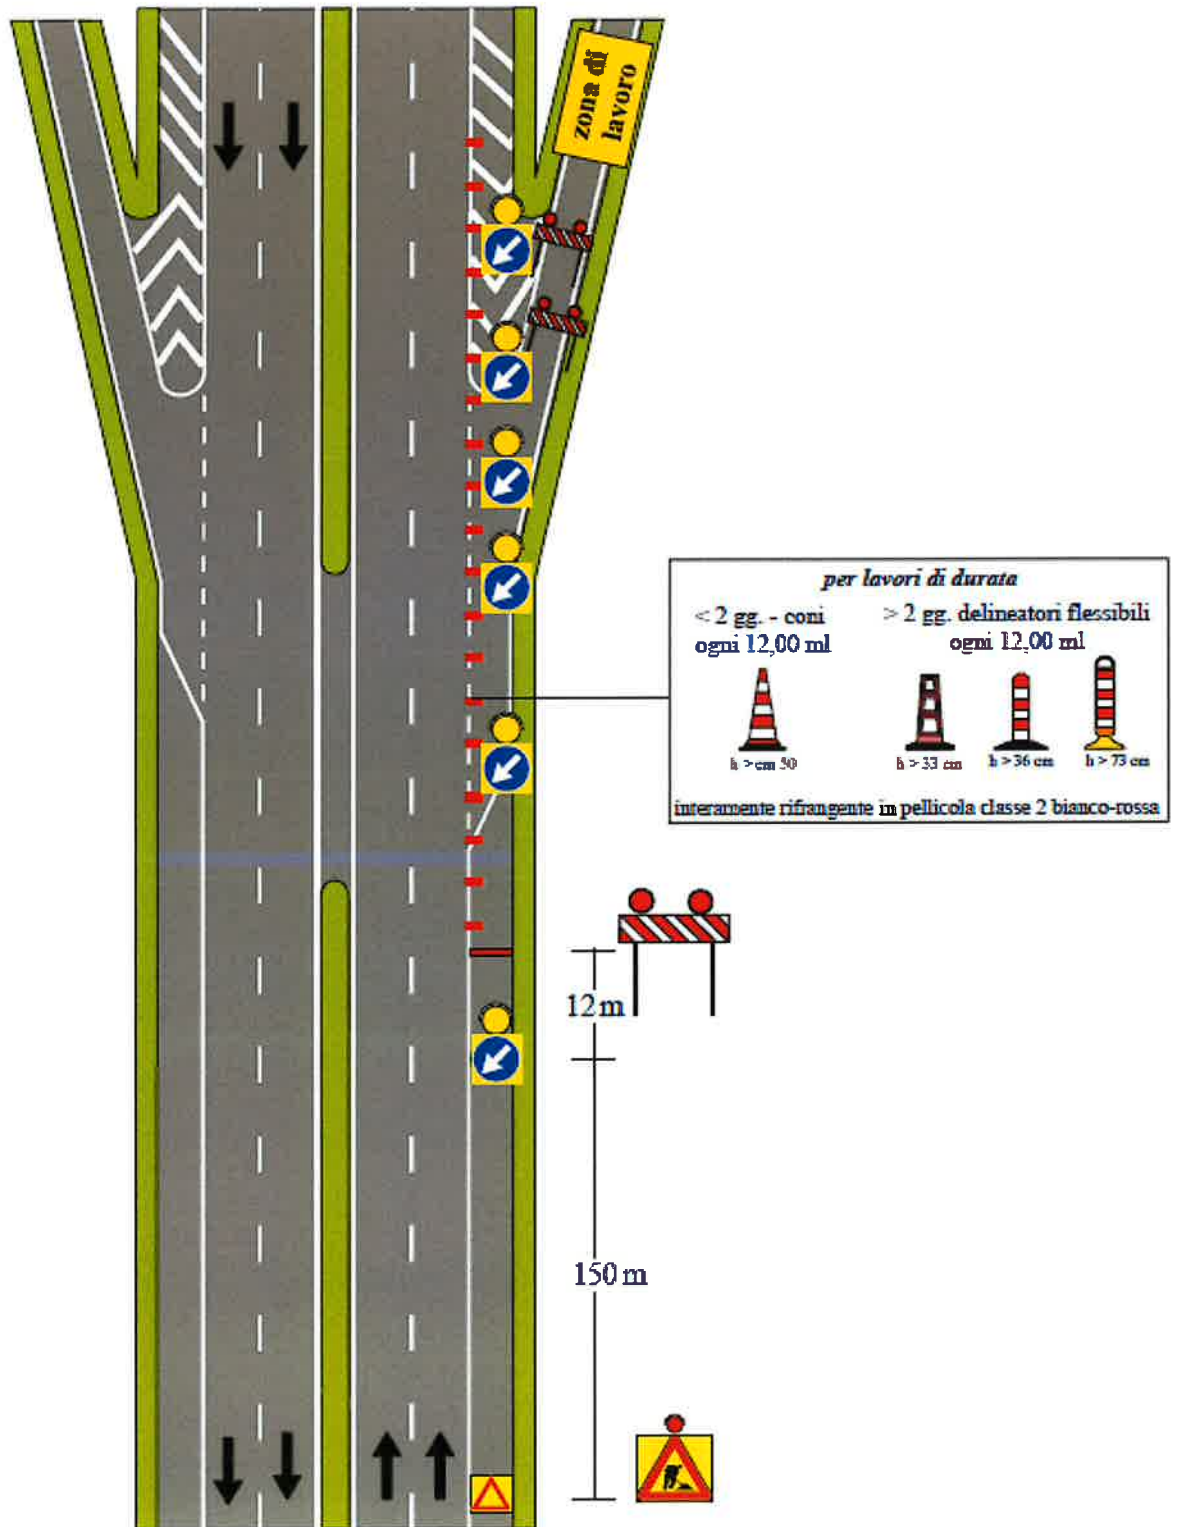 zona di
lavoro
per lavori di durata
< 2 gg. - coni
ogni 12,00 ml
> 2 gg. delineatori flessibili
ogni 12,00 ml
h > cm 50
h > 33 cm
h > 36 cm
h > 73 cm
interamente rifrangente in pellicola classe 2 bianco-rossa
12 m
150 m